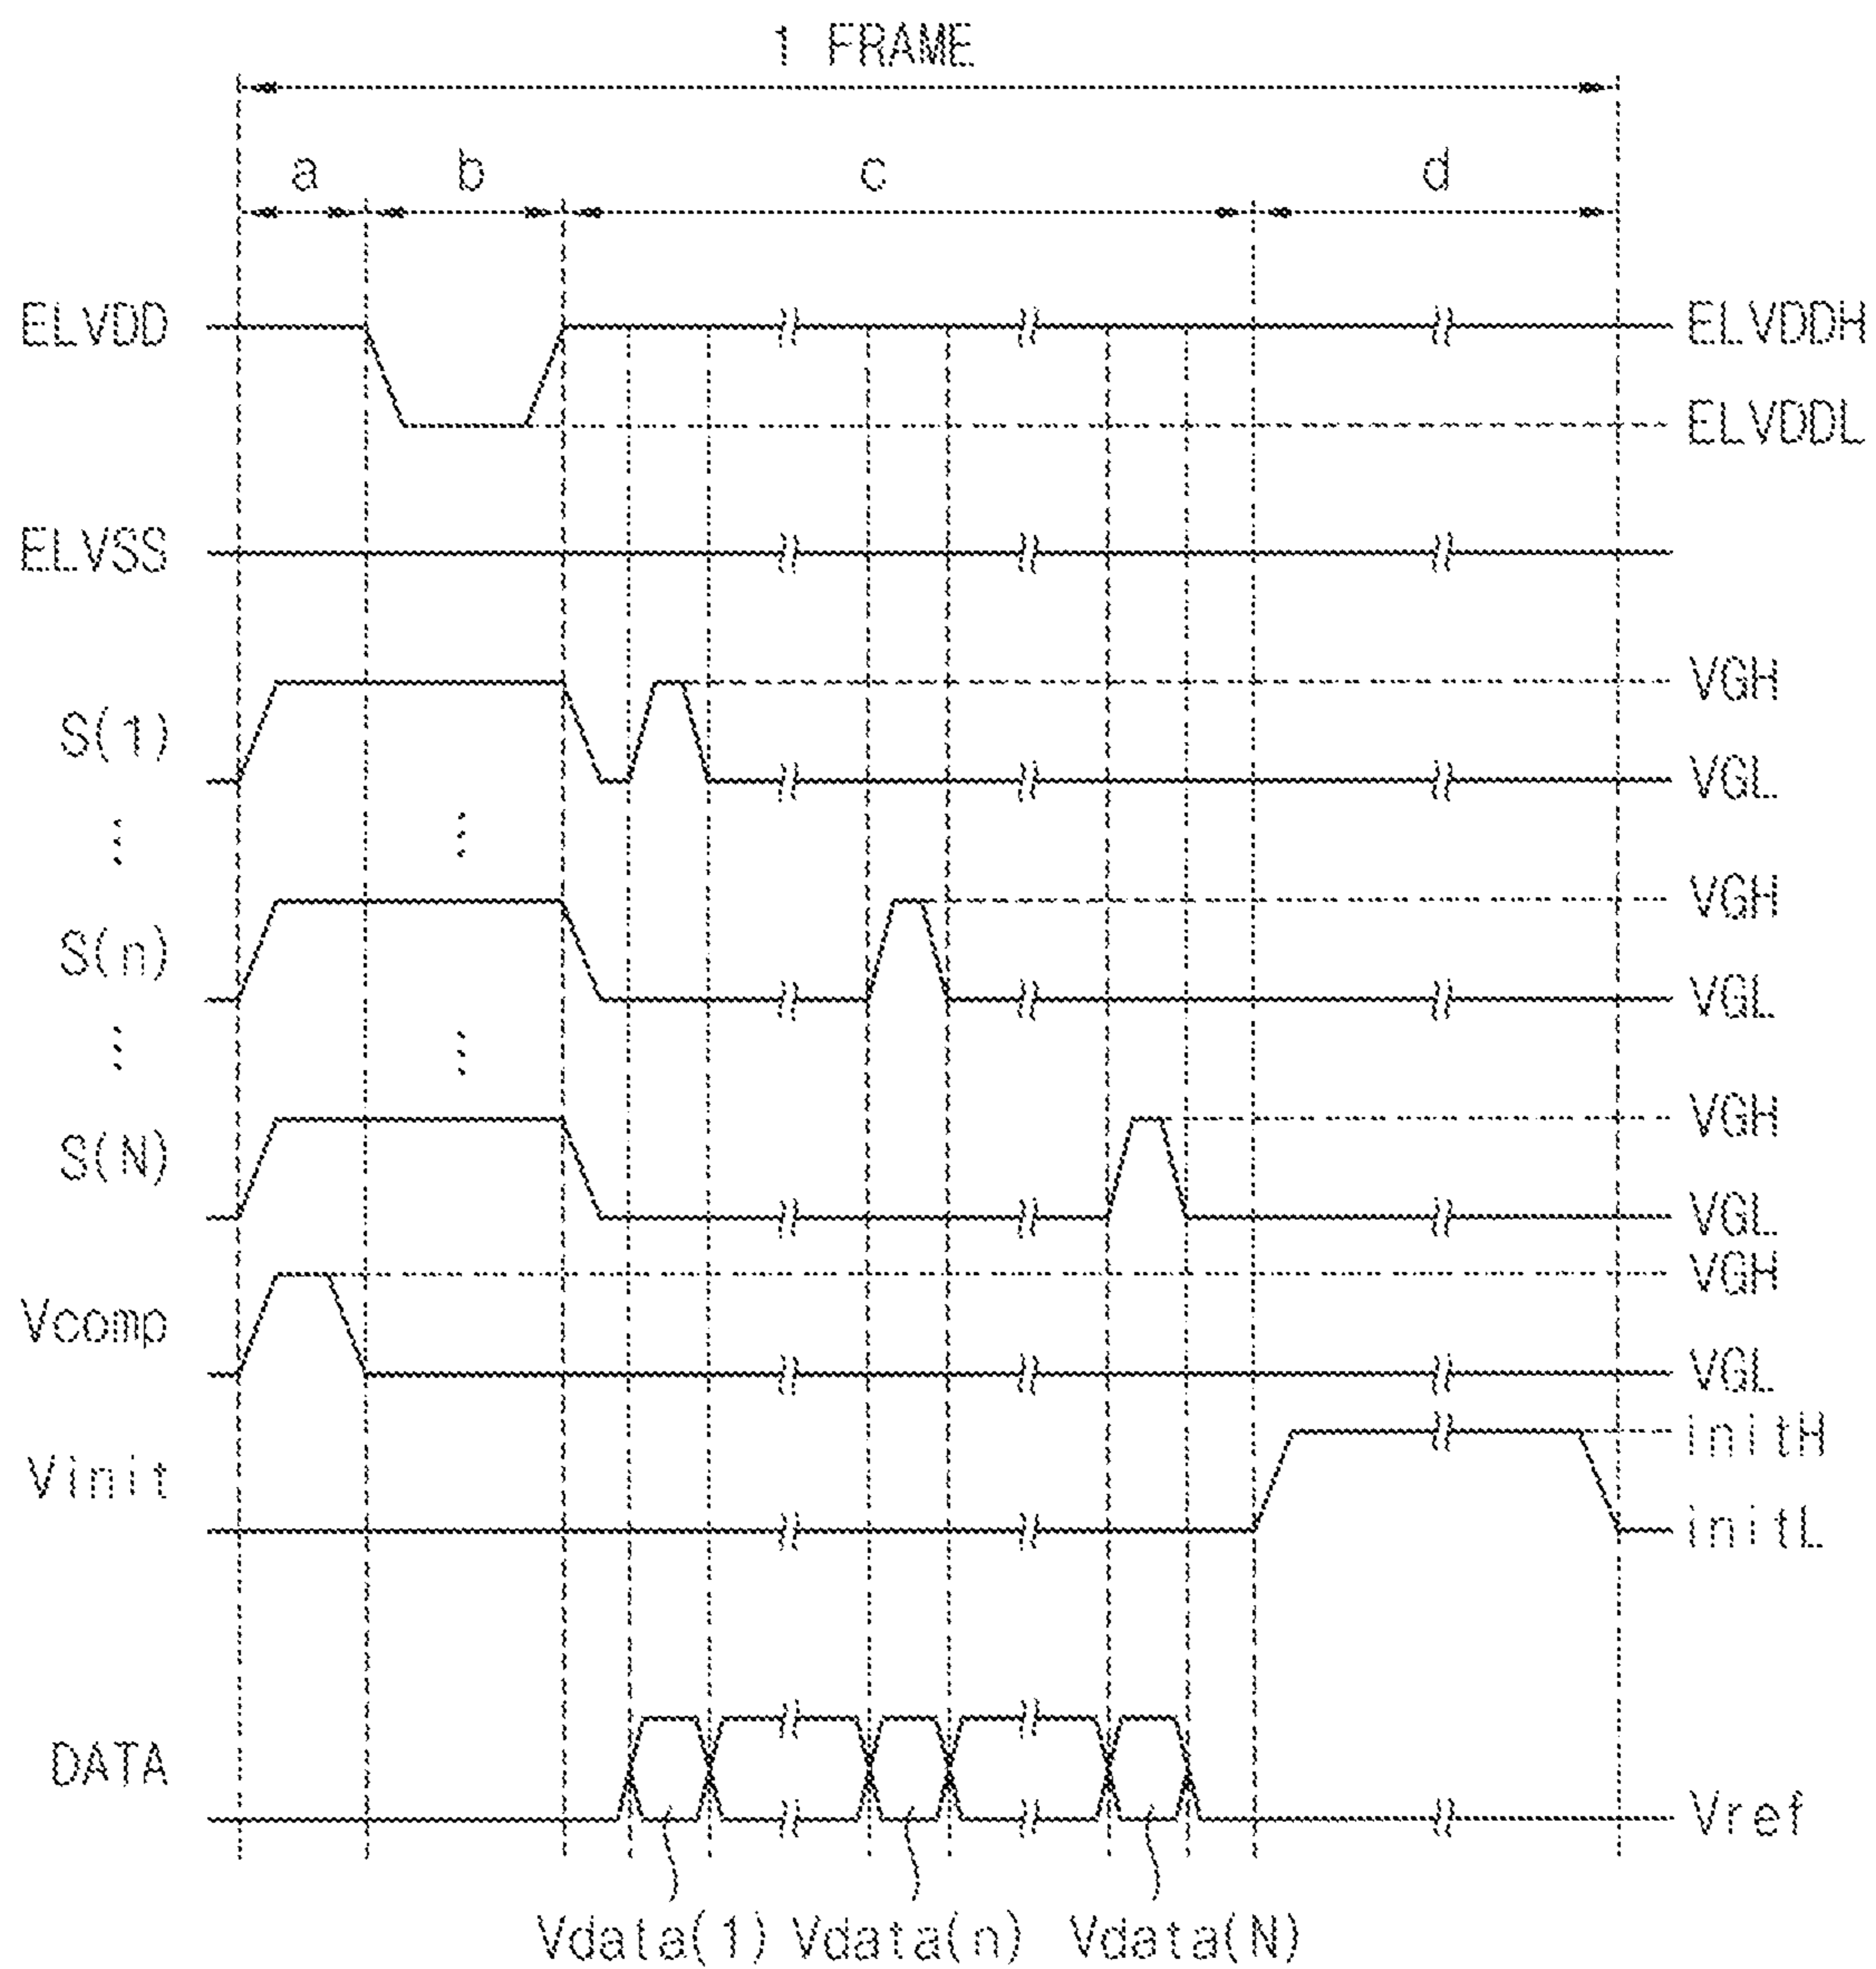 1 FRAME
a b c d
ELVDD ELVDDH
ELVDDL
ELVSS
VGH
S(1)
VGL
VGH
S(n)
VGL
VGH
S(N)
VGL
VGH
Vcomp
VGL
initH
Vinit
initL
DATA
Vref
Vdata(1) Vdata(n) Vdata(N)